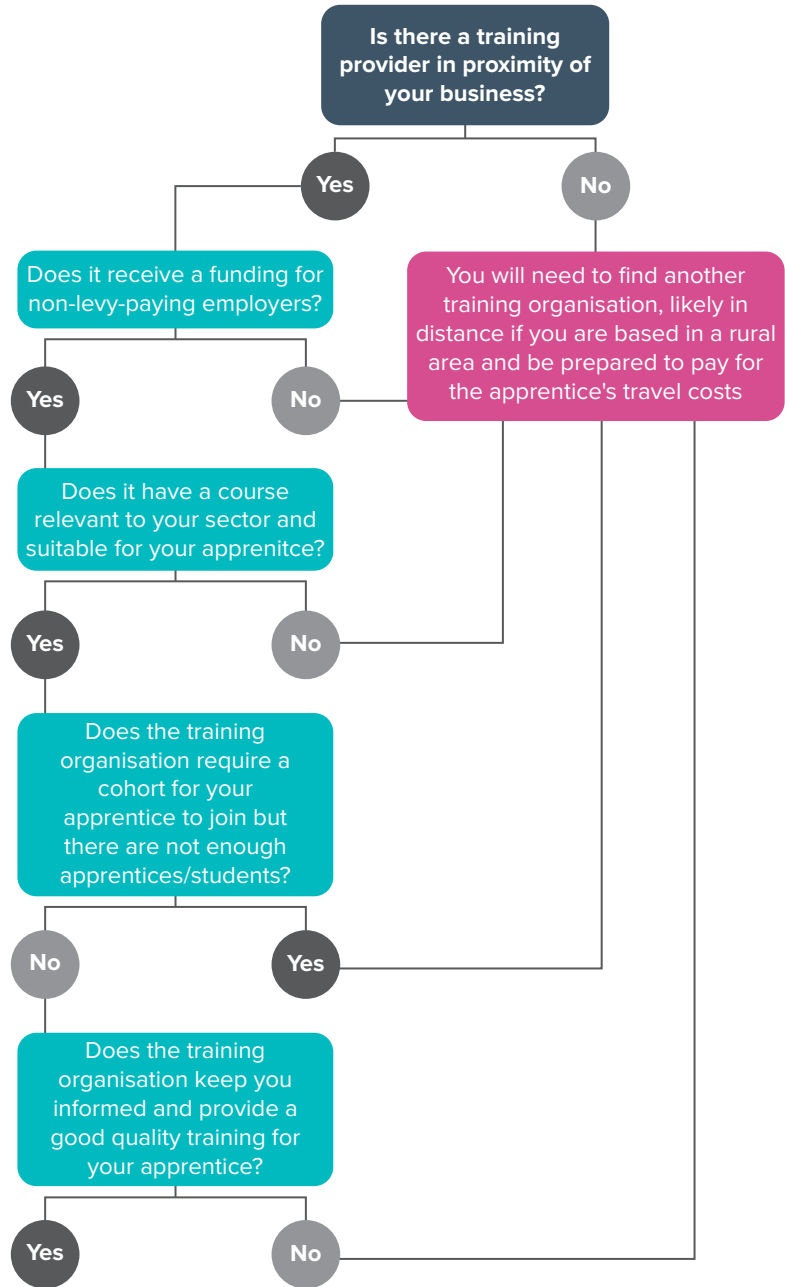 Is there a training
provider in proximity of
your business?
Yes
No
Does it receive a funding for
non-levy-paying employers?
You will need to find another
training organisation, likely in
distance if you are based in a rural
area and be prepared to pay for
the apprentice's travel costs
Yes
No
Does it have a course
relevant to your sector and
suitable for your apprenitce?
Yes
No
Does the training
organisation require a
cohort for your
apprentice to join but
there are not enough
apprentices/students?
No
Yes
Does the training
organisation keep you
informed and provide a
good quality training for
your apprentice?
Yes
No